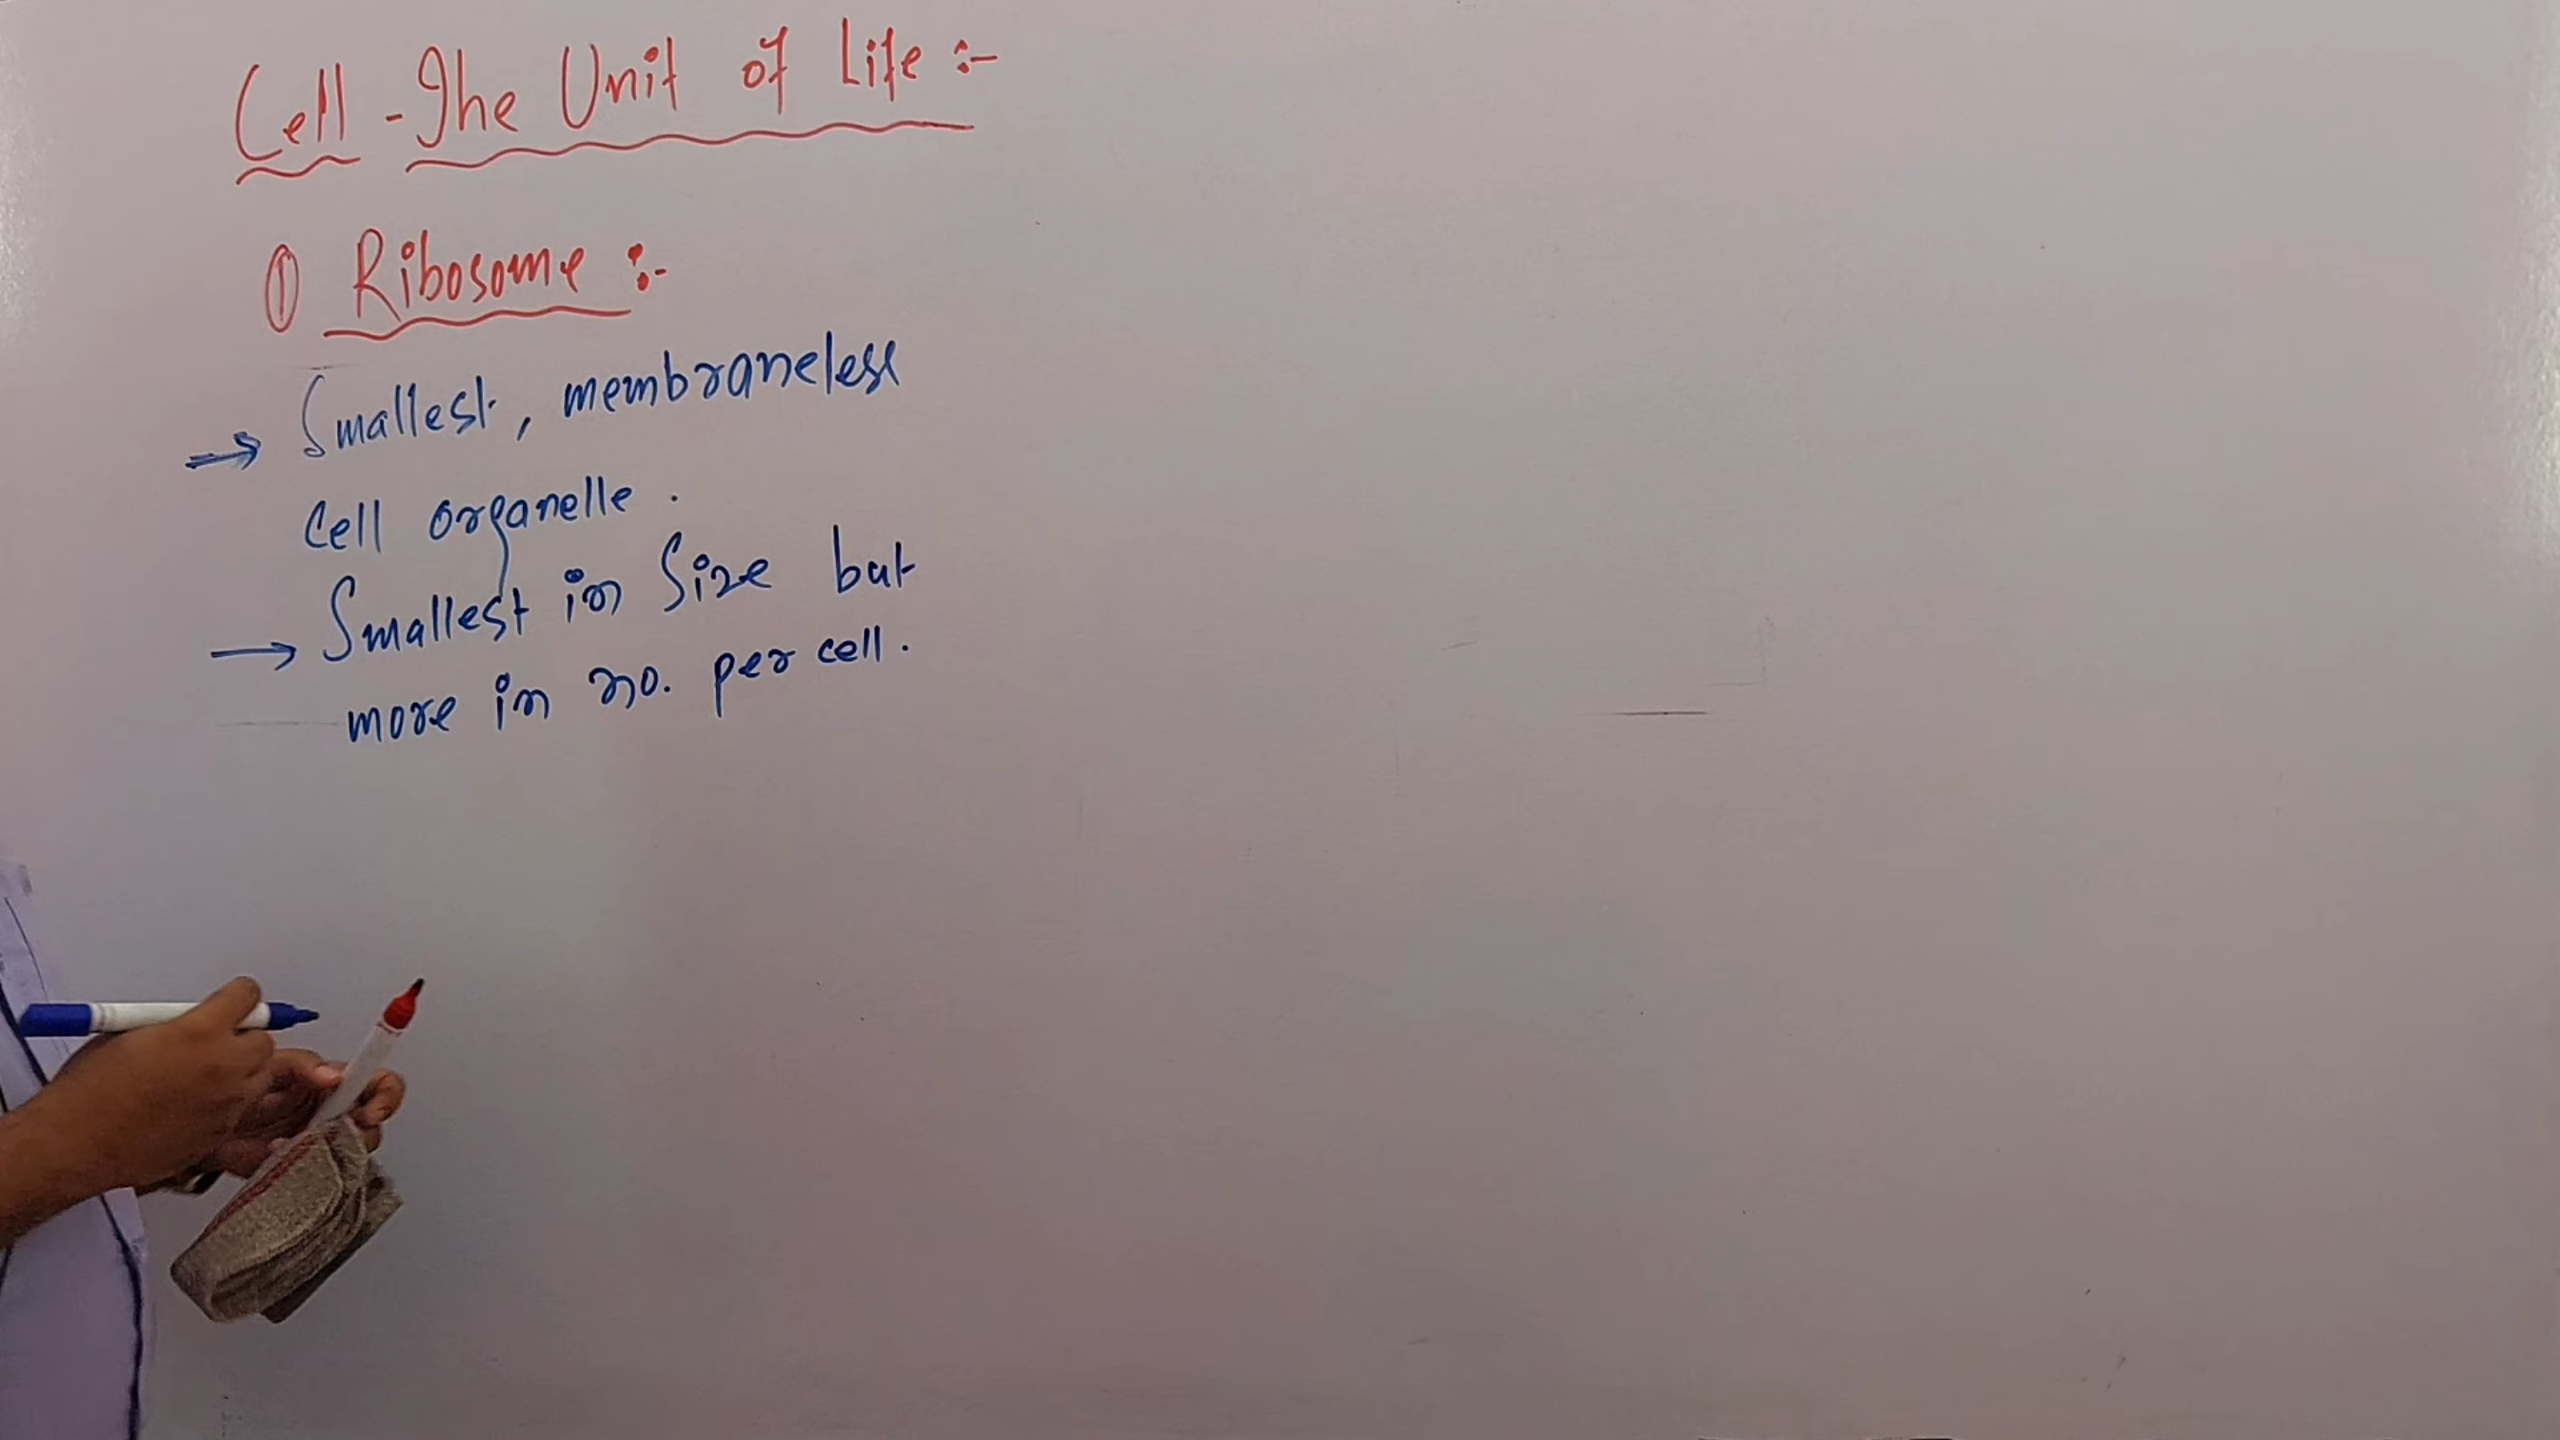 Cell - The Unit of Life :-
① Ribosome :-
⇒ Smallest, membraneless
Cell organelle .
→ Smallest in Size but
more in no. per cell .